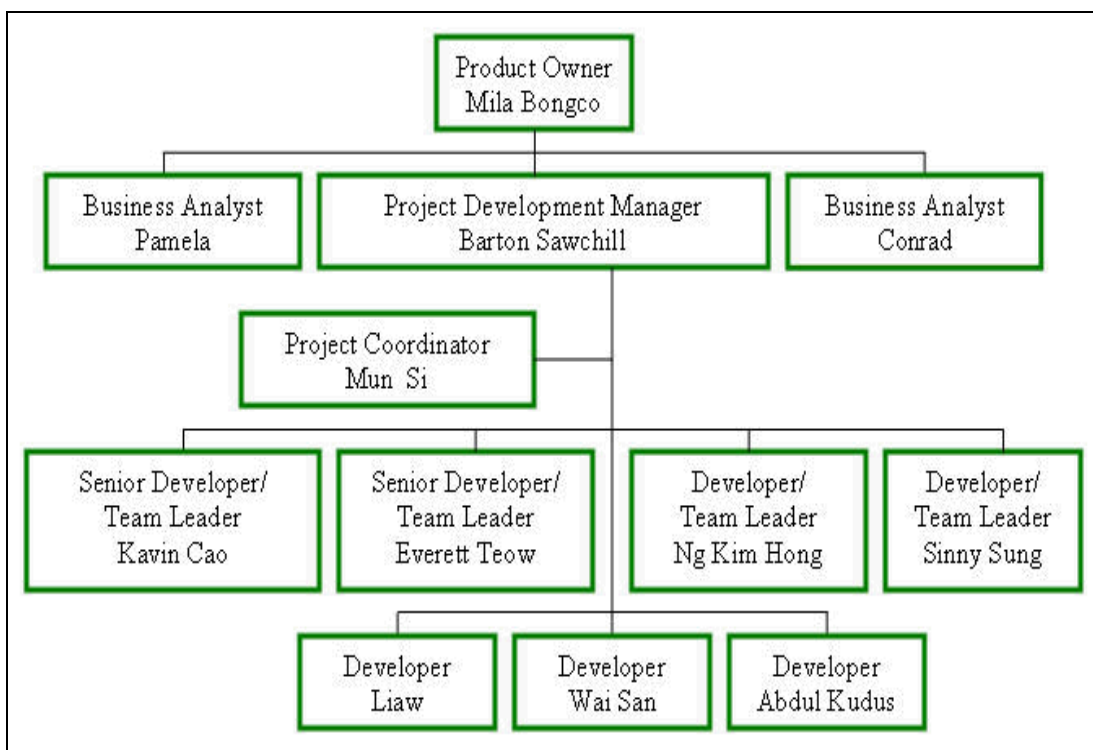 Product Owner
Mila Bongco
Business Analyst
Pamela
Project Development Manager
Barton Sawchill
Business Analyst
Conrad
Project Coordinator
Mun Si
Senior Developer/
Team Leader
Kavin Cao
Senior Developer/
Team Leader
Everett Teow
Developer/
Team Leader
Ng Kim Hong
Developer/
Team Leader
Sinny Sung
Developer
Liaw
Developer
Wai San
Developer
Abdul Kudus